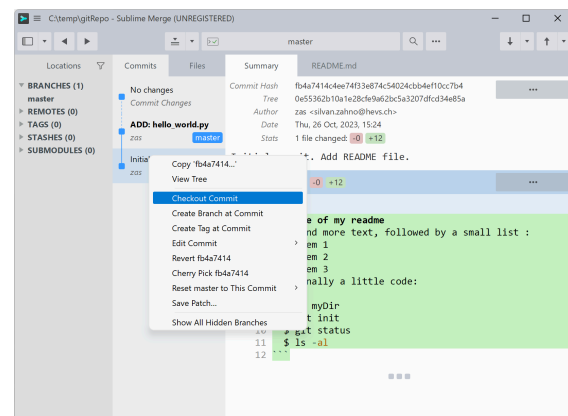 C:\temp\gitRepo - Sublime Merge (UNREGISTERED)
master
Locations
Commits
Files
Summary
README.md
BRANCHES (1)
master
REMOTES (0)
TAGS (0)
STASHES (0)
SUBMODULES (0)
No changes
Commit Changes
ADD: hello_world.py
zas
master
Initial
zas
Commit Hash fb4a7414c4ee74f33e874c54024cbb4ef10cc7b4
Tree 0e55362b10a1e28cfe9a62bc5a3207dfcd34e85a
Author zas <silvan.zahno@hevs.ch>
Date Thu, 26 Oct, 2023, 15:24
Stats 1 file changed: -0 +12
it. Add README file.
-0 +12
Copy 'fb4a7414...'
View Tree
Checkout Commit
Create Branch at Commit
Create Tag at Commit
Edit Commit
Revert fb4a7414
Cherry Pick fb4a7414
Reset master to This Commit
Save Patch...
Show All Hidden Branches
e of my readme
nd more text, followed by a small list :
em 1
em 2
em 3
nally a little code:
myDir
t init
10 $ git status
11 $ ls -al
12 ```